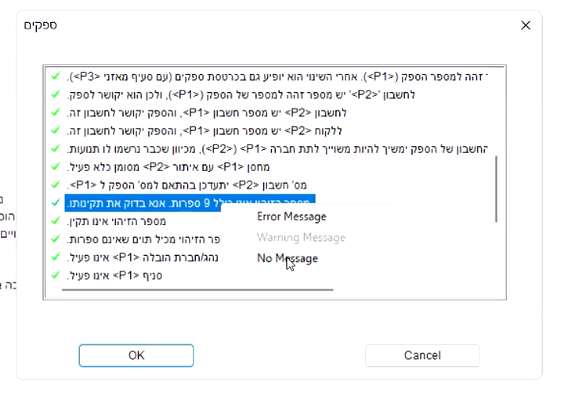 ספקים
זהה למספר הספק (<P1>). אחרי השינוי הוא יופיע גם בכרטסת ספקים (עם סעיף מאזני <P3>).
לחשבון '<P2>' יש מספר זהה למספר של הספק (<P1>), ולכן הוא יקושר לספק.
לחשבון <P2> יש מספר חשבון <P1>, והספק יקושר לחשבון זה.
ללקוח <P2> יש מספר חשבון <P1>, והספק יקושר לחשבון זה.
החשבון של הספק ימשיך להיות משוייך לתת חברה <P1> (<P2>), מכיוון שכבר נרשמו לו תנועות.
מחסן <P1> עם איתור <P2> מסומן כלא פעיל.
מס' חשבון <P2> יתעדכן בהתאם למס' הספק ל <P1>.
מספר הזיהוי אינו כולל 9 ספרות. אנא בדוק את תקינותו.
מספר הזיהוי אינו תקין.
פר הזיהוי מכיל תוים שאינם ספרות.
נהג/חברת הובלה <P1> אינו פעיל.
סניף <P1> אינו פעיל.
Error Message
Warning Message
No Message
OK
Cancel